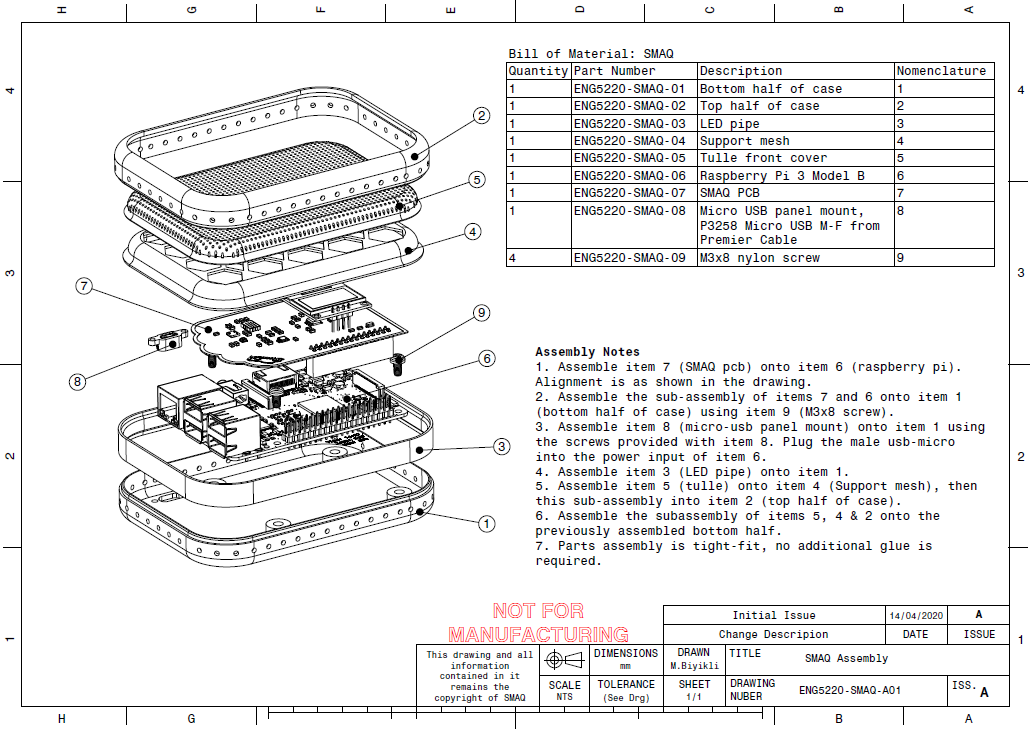 H G F E D C B A
4
4
3
3
2
2
1
1
Bill of Material: SMAQ
Quantity Part Number Description Nomenclature
1 ENG5220-SMAQ-01 Bottom half of case 1
1 ENG5220-SMAQ-02 Top half of case 2
1 ENG5220-SMAQ-03 LED pipe 3
1 ENG5220-SMAQ-04 Support mesh 4
1 ENG5220-SMAQ-05 Tulle front cover 5
1 ENG5220-SMAQ-06 Raspberry Pi 3 Model B 6
1 ENG5220-SMAQ-07 SMAQ PCB 7
1 ENG5220-SMAQ-08 Micro USB panel mount, 8
P3258 Micro USB M-F from
Premier Cable
4 ENG5220-SMAQ-09 M3x8 nylon screw 9
2
5
4
7
9
6
8
3
1
Assembly Notes
1. Assemble item 7 (SMAQ pcb) onto item 6 (raspberry pi).
Alignment is as shown in the drawing.
2. Assemble the sub-assembly of items 7 and 6 onto item 1
(bottom half of case) using item 9 (M3x8 screw).
3. Assemble item 8 (micro-usb panel mount) onto item 1 using
the screws provided with item 8. Plug the male usb-micro
into the power input of item 6.
4. Assemble item 3 (LED pipe) onto item 1.
5. Assemble item 5 (tulle) onto item 4 (Support mesh), then
this sub-assembly into item 2 (top half of case).
6. Assemble the subassembly of items 5, 4 & 2 onto the
previously assembled bottom half.
7. Parts assembly is tight-fit, no additional glue is
required.
NOT FOR
MANUFACTURING
Initial Issue 14/04/2020 A
Change Descripion DATE ISSUE
This drawing and all
information
contained in it
remains the
copyright of SMAQ
DIMENSIONS
mm
DRAWN
M.Biyikli
TITLE
SMAQ Assembly
SCALE
NTS
TOLERANCE
(See Drg)
SHEET
1/1
DRAWING
NUBER
ENG5220-SMAQ-A01
ISS.
A
H G F E B A